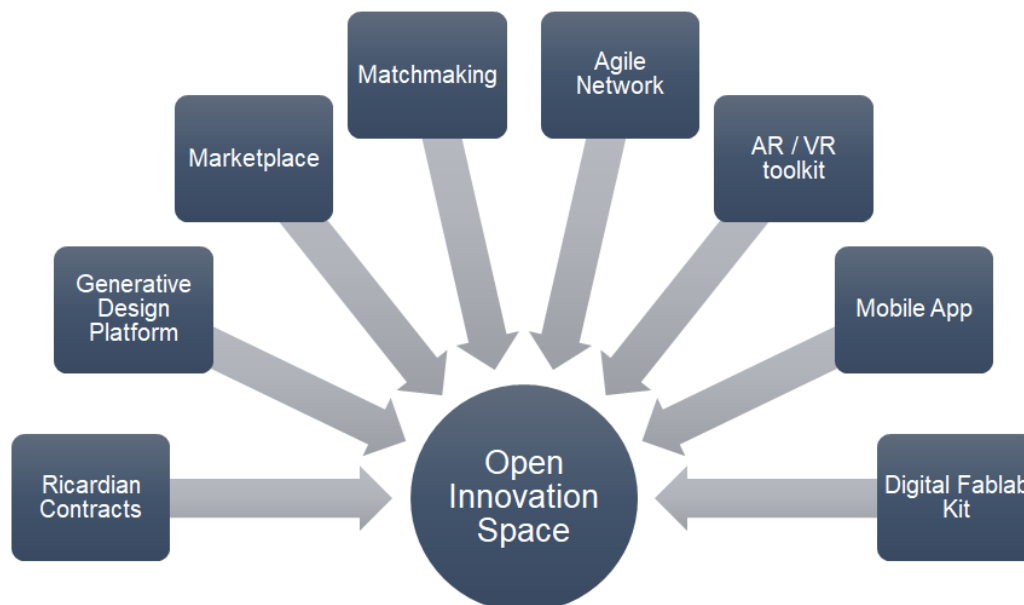 Matchmaking
Agile
Network
Marketplace
AR / VR
toolkit
Generative
Design
Platform
Mobile App
Ricardian
Contracts
Open
Innovation
Space
Digital Fablab
Kit